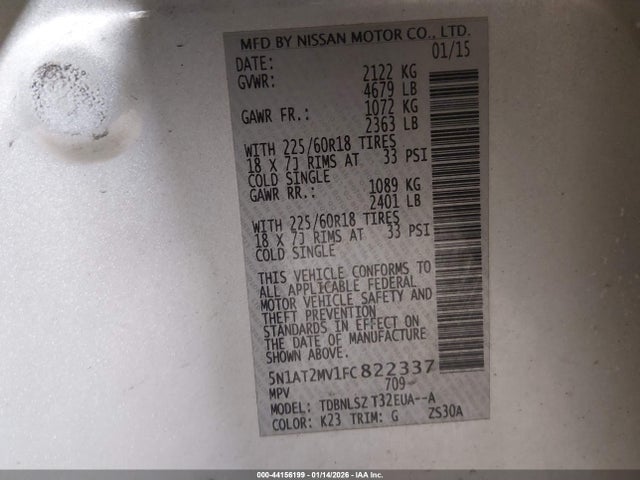 MFD BY NISSAN MOTOR CO., LTD.
DATE: 01/15
GVWR: 2122 KG
4679 LB
GAWR FR.: 1072 KG
2363 LB
WITH 225/60R18 TIRES
18 X 7J RIMS AT 33 PSI
COLD SINGLE
GAWR RR.: 1089 KG
2401 LB
WITH 225/60R18 TIRES
18 X 7J RIMS AT 33 PSI
COLD SINGLE
THIS VEHICLE CONFORMS TO
ALL APPLICABLE FEDERAL
MOTOR VEHICLE SAFETY AND
THEFT PREVENTION
STANDARDS IN EFFECT ON
THE DATE OF MANUFACTURE
SHOWN ABOVE.
5N1AT2MV1FC822337
MPV 709
MODEL: TDBNLSZ T32EUA--A
COLOR: K23 TRIM: G ZS30A
000-44156199 - 01/14/2026 - IAA Inc.